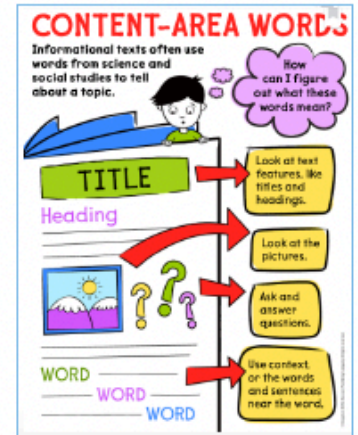 CONTENT-AREA WORDS
Informational texts often use
words from science and
social studies to tell
about a topic.
How
can I figure
out what these
words mean?
TITLE
Heading
Look at text
features, like
titles and
headings.
Look at the
pictures.
? ? ?
Ask and
answer
questions.
WORD
WORD
WORD
Use context,
or the words
and sentences
near the word.